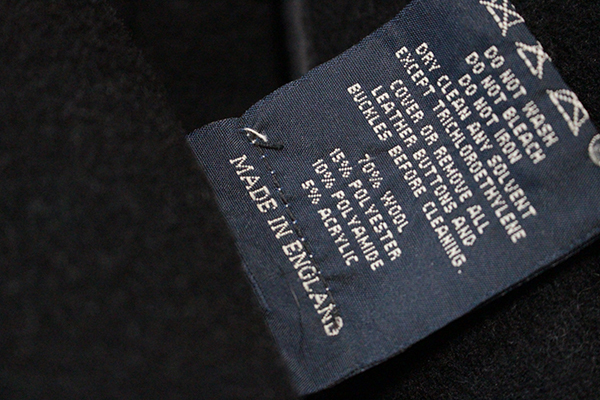 DO NOT WASH
DO NOT BLEACH
DO NOT IRON
DRY CLEAN ANY SOLVENT
EXCEPT TRICHLOROETHYLENE
COVER OR REMOVE ALL
LEATHER BUTTONS AND
BUCKLES BEFORE CLEANING.
70% WOOL
15% POLYESTER
10% POLYAMIDE
5% ACRYLIC
MADE IN ENGLAND